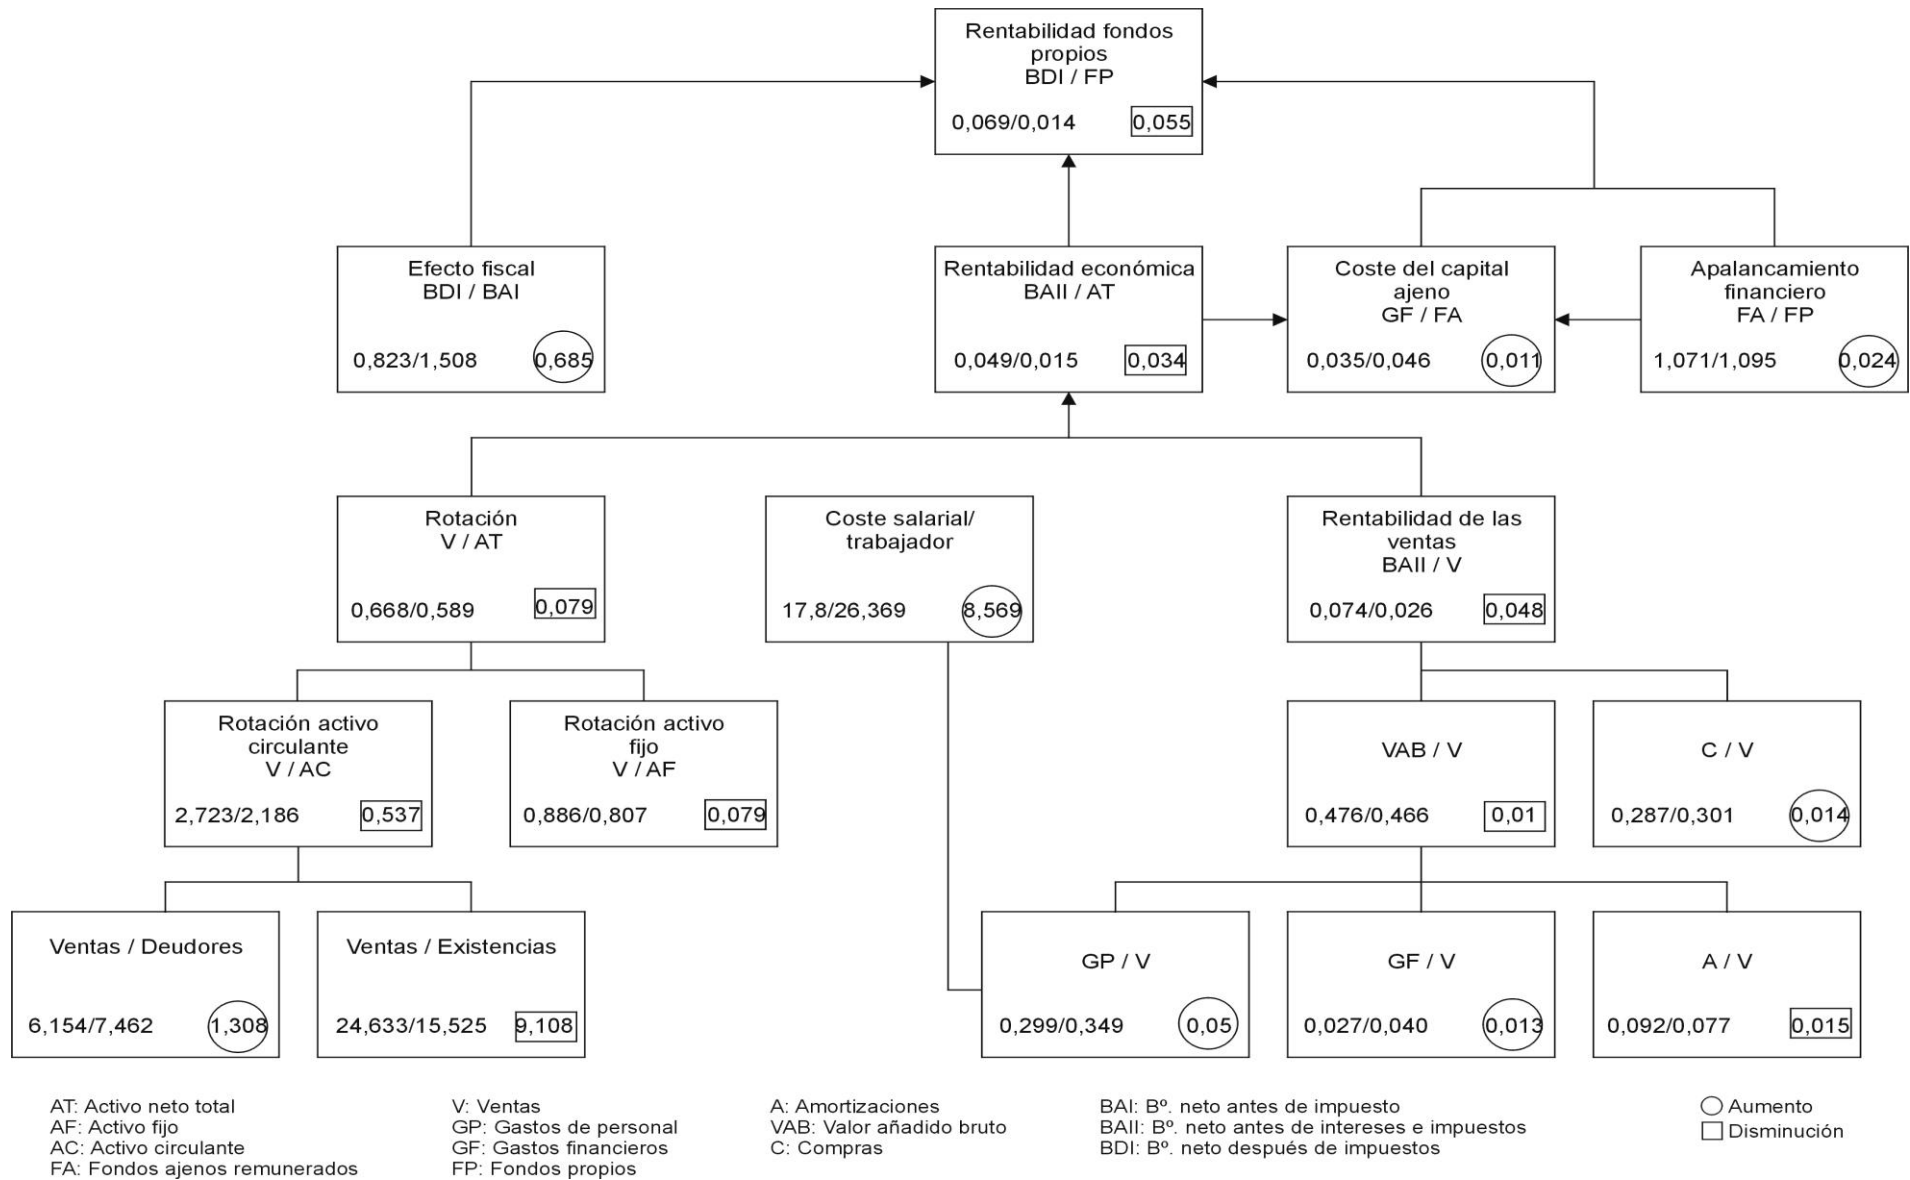 Rentabilidad fondos
propios
BDI / FP
0,069/0,014
0,055
Efecto fiscal
BDI / BAI
0,823/1,508
0,685
Rentabilidad económica
BAII / AT
0,049/0,015
0,034
Coste del capital
ajeno
GF / FA
0,035/0,046
0,011
Apalancamiento
financiero
FA / FP
1,071/1,095
0,024
Rotación
V / AT
0,668/0,589
0,079
Coste salarial/
trabajador
17,8/26,369
8,569
Rentabilidad de las
ventas
BAII / V
0,074/0,026
0,048
Rotación activo
circulante
V / AC
2,723/2,186
0,537
Rotación activo
fijo
V / AF
0,886/0,807
0,079
VAB / V
0,476/0,466
0,01
C / V
0,287/0,301
0,014
Ventas / Deudores
6,154/7,462
1,308
Ventas / Existencias
24,633/15,525
9,108
GP / V
0,299/0,349
0,05
GF / V
0,027/0,040
0,013
A / V
0,092/0,077
0,015
AT: Activo neto total
AF: Activo fijo
AC: Activo circulante
FA: Fondos ajenos remunerados
V: Ventas
GP: Gastos de personal
GF: Gastos financieros
FP: Fondos propios
A: Amortizaciones
VAB: Valor añadido bruto
C: Compras
BAI: Bº. neto antes de impuesto
BAII: Bº. neto antes de intereses e impuestos
BDI: Bº. neto después de impuestos
Aumento
Disminución